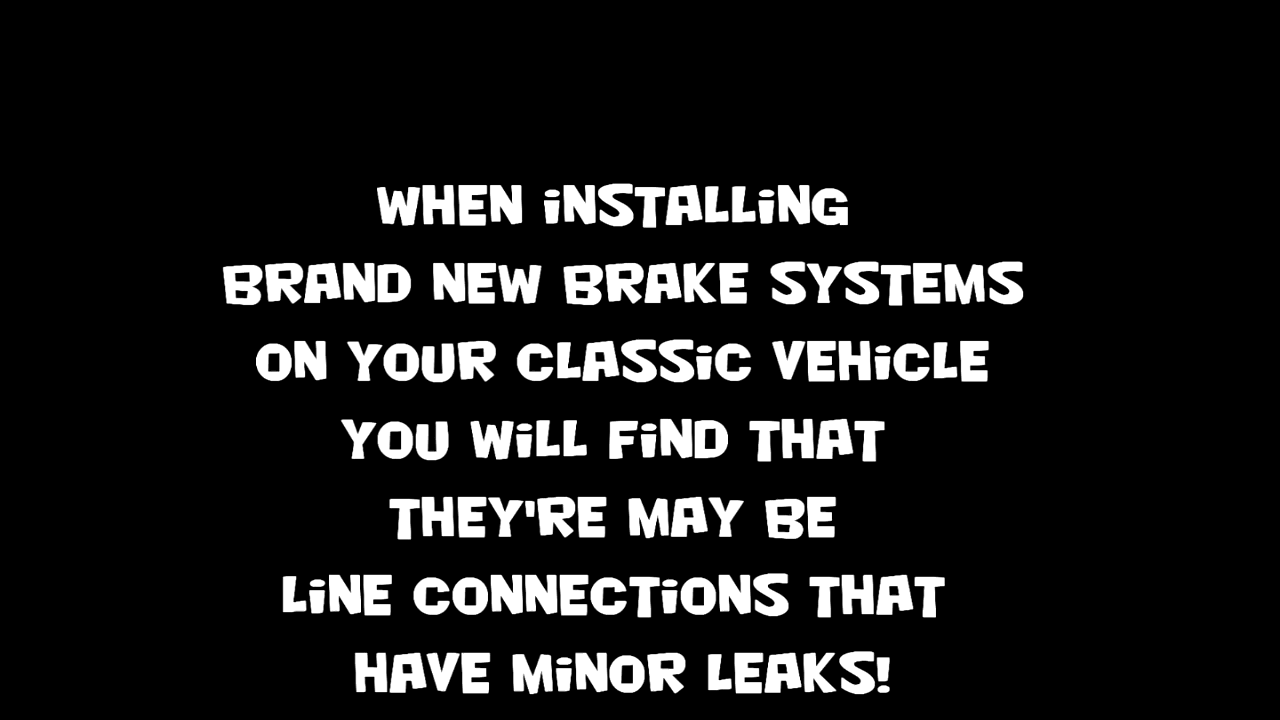 WHEN iNSTALLiNG
BRAND NEW BRAKE SYSTEMS
ON YOUR CLASSiC VEHiCLE
YOU WiLL FiND THAT
THEY'RE MAY BE
LiNE CONNECTiONS THAT
HAVE MiNOR LEAKS!